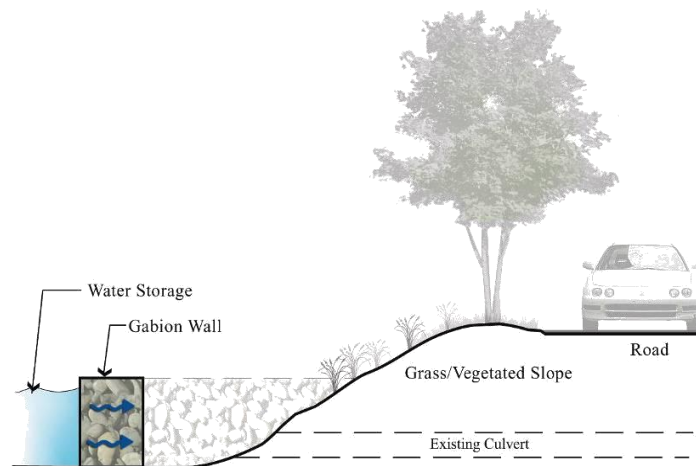 Water Storage
Gabion Wall
Road
Grass/Vegetated Slope
Existing Culvert